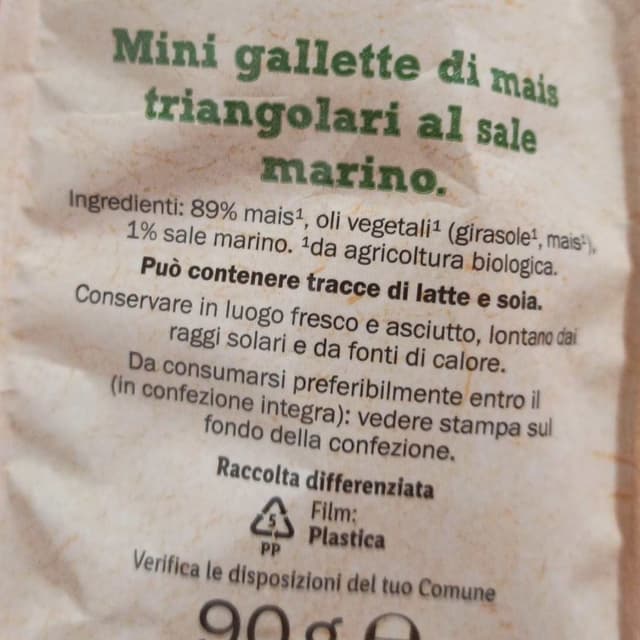 Mini gallette di mais
triangolari al sale
marino.
Ingredienti: 89% mais¹, oli vegetali¹ (girasole¹, mais¹),
1% sale marino. ¹da agricoltura biologica.
Può contenere tracce di latte e soia.
Conservare in luogo fresco e asciutto, lontano dai
raggi solari e da fonti di calore.
Da consumarsi preferibilmente entro il
(in confezione integra): vedere stampa sul
fondo della confezione.
Raccolta differenziata
5
PP
Film:
Plastica
Verifica le disposizioni del tuo Comune
90 g ℮